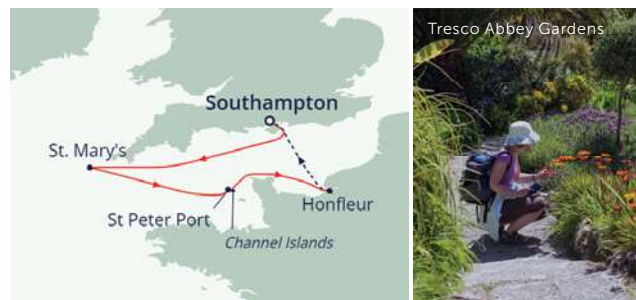 Southampton
St. Mary's
St Peter Port
Honfleur
Channel Islands
Tresco Abbey Gardens